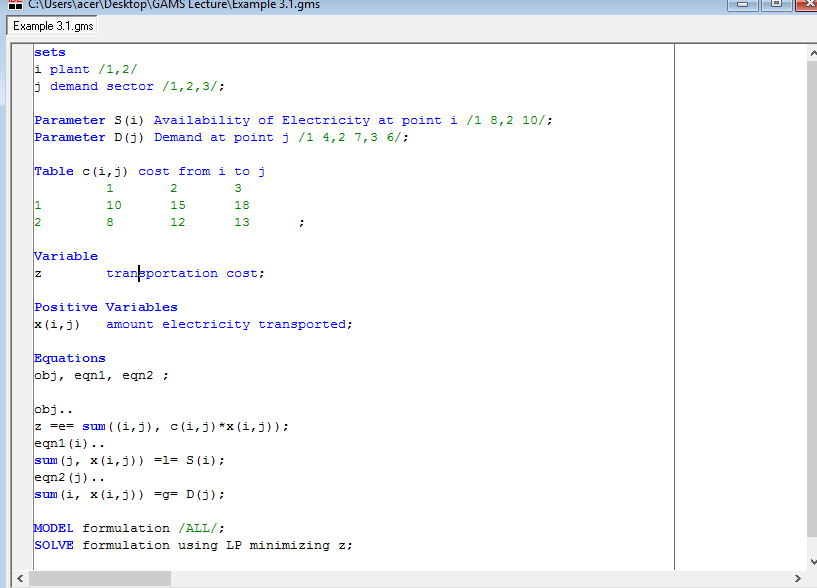 C:\Users\acer\Desktop\GAMS Lecture\Example 3.1.gms
Example 3.1.gms
sets
i plant /1,2/
j demand sector /1,2,3/;
Parameter S(i) Availability of Electricity at point i /1 8,2 10/;
Parameter D(j) Demand at point j /1 4,2 7,3 6/;
Table c(i,j) cost from i to j
1 2 3
1 10 15 18
2 8 12 13 ;
Variable
z transportation cost;
Positive Variables
x(i,j) amount electricity transported;
Equations
obj, eqn1, eqn2 ;
obj..
z =e= sum((i,j), c(i,j)*x(i,j));
eqn1(i)..
sum(j, x(i,j)) =l= S(i);
eqn2(j)..
sum(i, x(i,j)) =g= D(j);
MODEL formulation /ALL/;
SOLVE formulation using LP minimizing z;